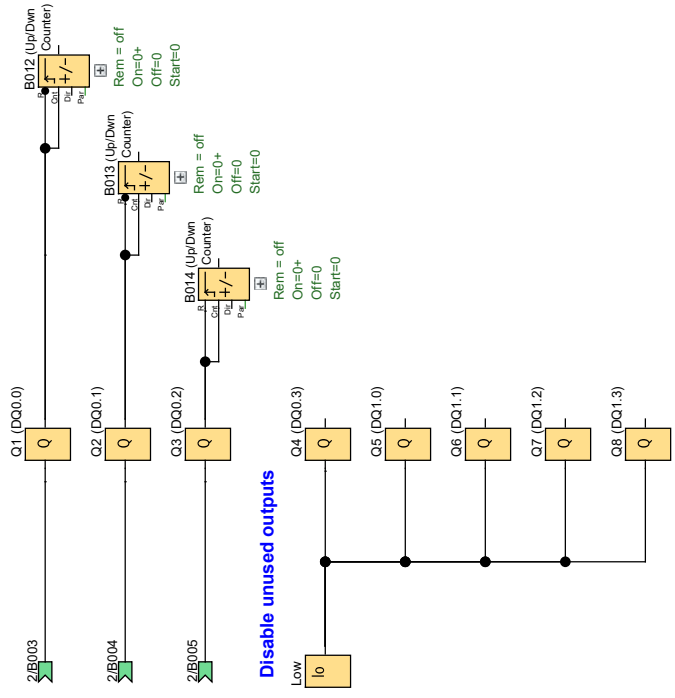 2/B003
Q1 (DQ0.0)
Q
B012 (Up/Dwn
Counter)
R
Cnt
Dir
Par
+/-
Rem = off
On=0+
Off=0
Start=0
2/B004
Q2 (DQ0.1)
Q
B013 (Up/Dwn
Counter)
R
Cnt
Dir
Par
+/-
Rem = off
On=0+
Off=0
Start=0
2/B005
Q3 (DQ0.2)
Q
B014 (Up/Dwn
Counter)
R
Cnt
Dir
Par
+/-
Rem = off
On=0+
Off=0
Start=0
Disable unused outputs
Low
lo
Q4 (DQ0.3)
Q
Q5 (DQ1.0)
Q
Q6 (DQ1.1)
Q
Q7 (DQ1.2)
Q
Q8 (DQ1.3)
Q